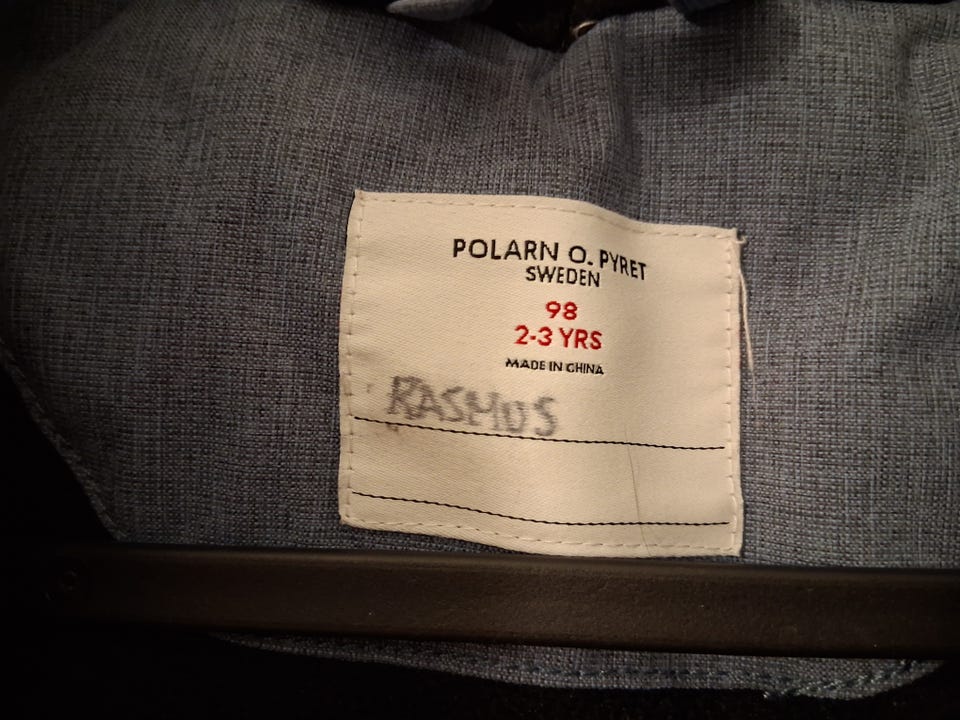 POLARN O. PYRET
SWEDEN
98
2-3 YRS
MADE IN CHINA
RASMUS